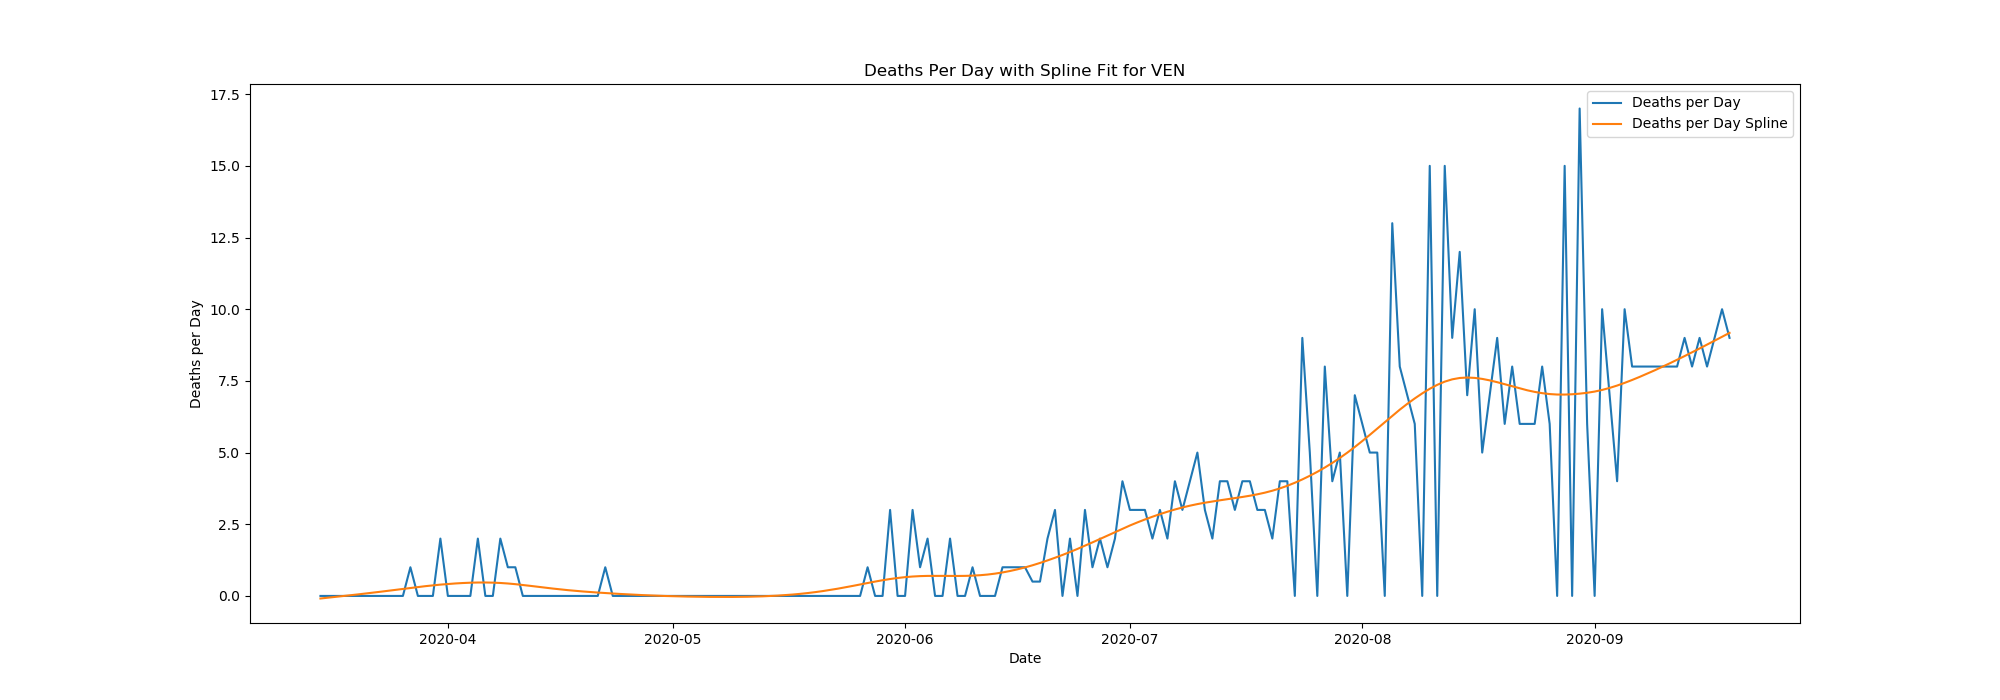 Deaths Per Day with Spline Fit for VEN
Deaths per Day
Deaths per Day Spline
17.5
15.0
12.5
10.0
7.5
5.0
2.5
0.0
Deaths per Day
2020-04 2020-05 2020-06 2020-07 2020-08 2020-09
Date